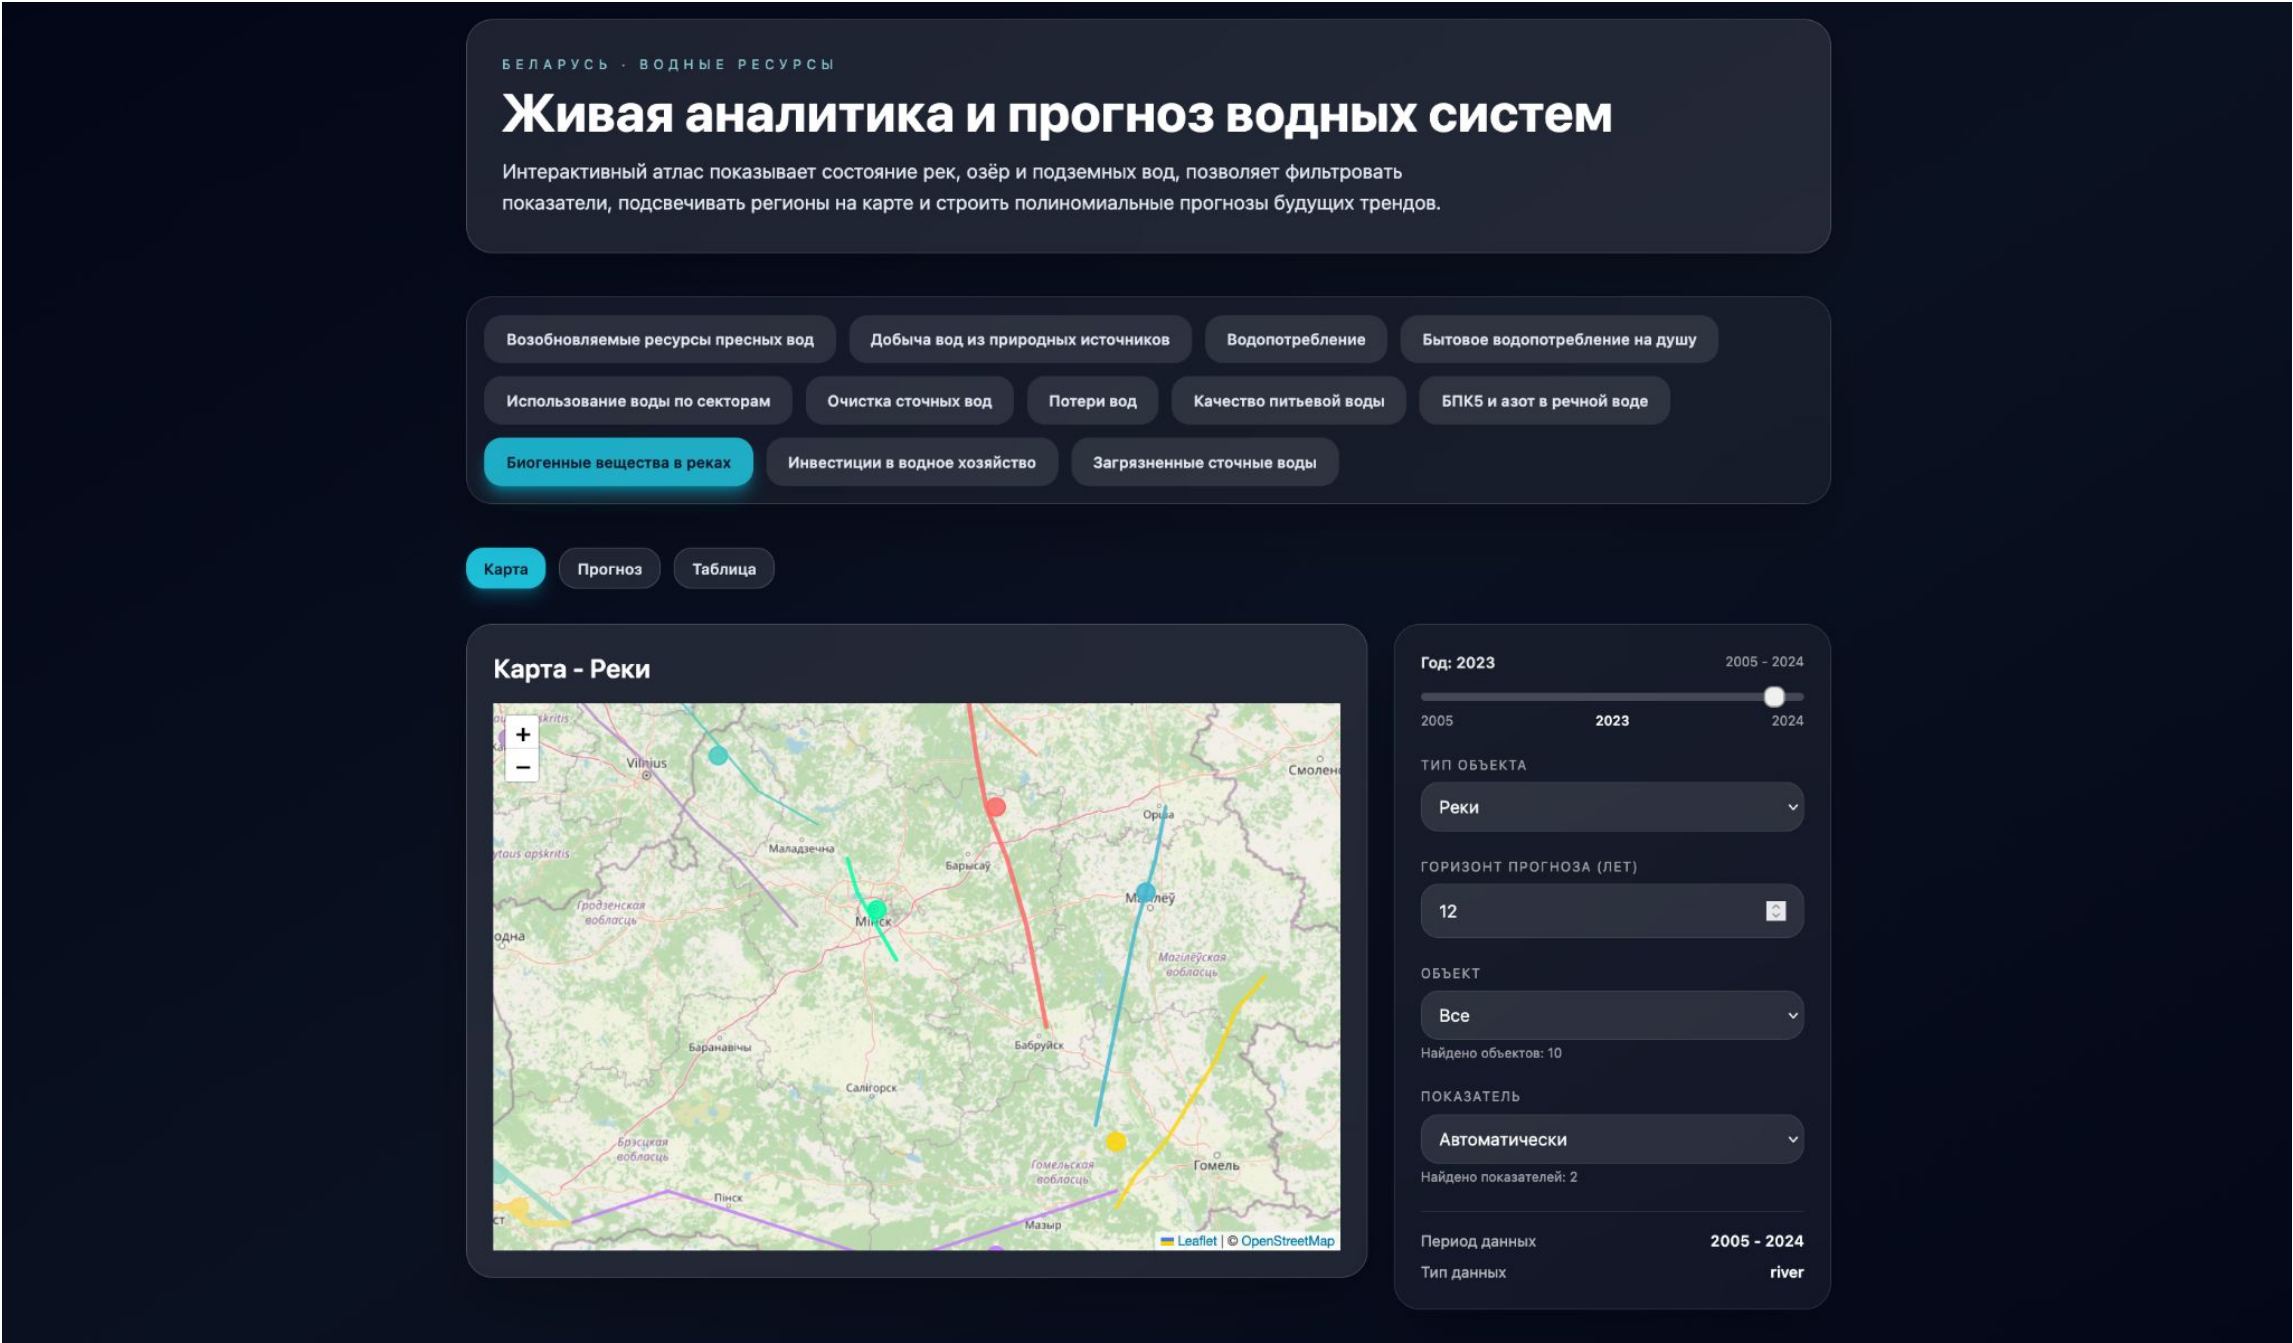 БЕЛАРУСЬ · ВОДНЫЕ РЕСУРСЫ
Живая аналитика и прогноз водных систем
Интерактивный атлас показывает состояние рек, озёр и подземных вод, позволяет фильтровать
показатели, подсвечивать регионы на карте и строить полиномиальные прогнозы будущих трендов.
Возобновляемые ресурсы пресных вод
Добыча вод из природных источников
Водопотребление
Бытовое водопотребление на душу
Использование воды по секторам
Очистка сточных вод
Потери вод
Качество питьевой воды
БПК5 и азот в речной воде
Биогенные вещества в реках
Инвестиции в водное хозяйство
Загрязненные сточные воды
Карта
Прогноз
Таблица
Карта - Реки
+
−
Vilnius
Смолен
Орша
Маладзечна
Барысаў
Гродзенская
вобласць
Мінск
одна
Магілёўская
вобласць
Баранавічы
Бабруйск
Салігорск
Брэсцкая
вобласць
Гомельская
вобласць
Гомель
Пінск
Мазыр
Leaflet | © OpenStreetMap
Год: 2023
2005 - 2024
2005
2023
2024
ТИП ОБЪЕКТА
Реки
ГОРИЗОНТ ПРОГНОЗА (ЛЕТ)
12
ОБЪЕКТ
Все
Найдено объектов: 10
ПОКАЗАТЕЛЬ
Автоматически
Найдено показателей: 2
Период данных
2005 - 2024
Тип данных
river